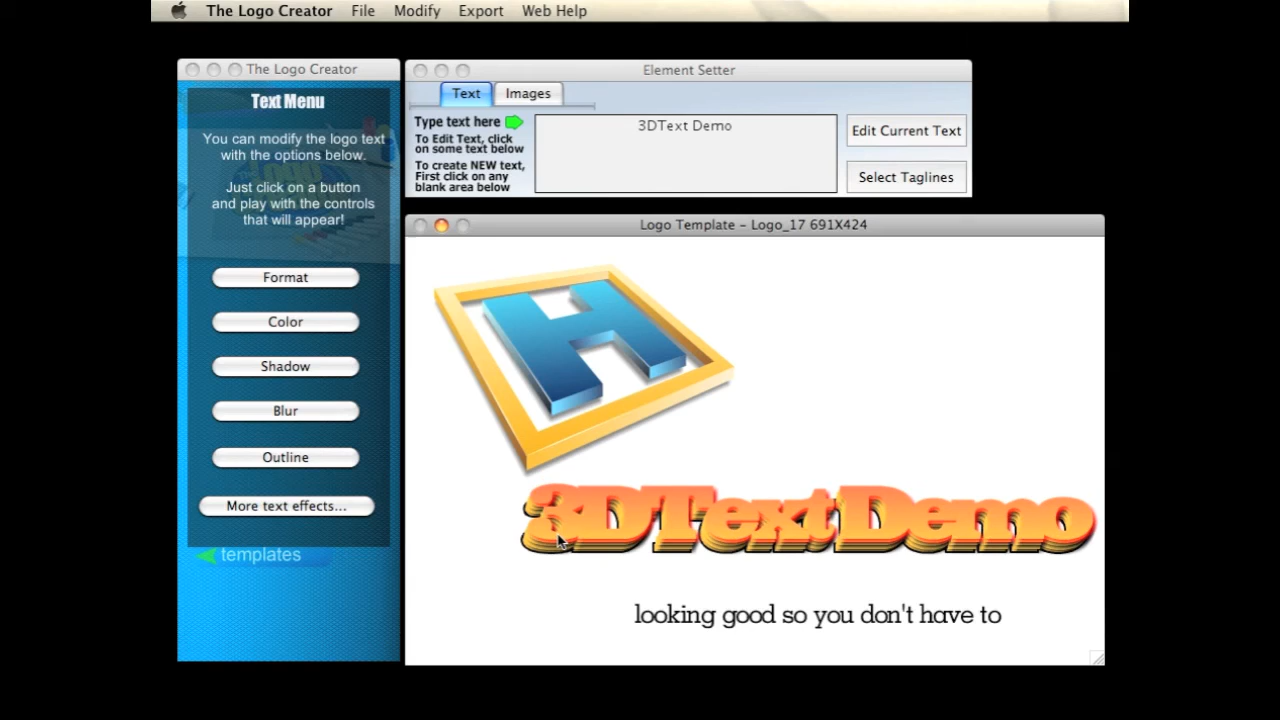 The Logo Creator File Modify Export Web Help
The Logo Creator
Text Menu
You can modify the logo text
with the options below.
Just click on a button
and play with the controls
that will appear!
Format
Color
Shadow
Blur
Outline
More text effects...
templates
Element Setter
Text Images
Type text here
To Edit Text, click
on some text below
To create NEW text,
First click on any
blank area below
3DText Demo
Edit Current Text
Select Taglines
Logo Template – Logo_17 691X424
H
3DText Demo
looking good so you don't have to